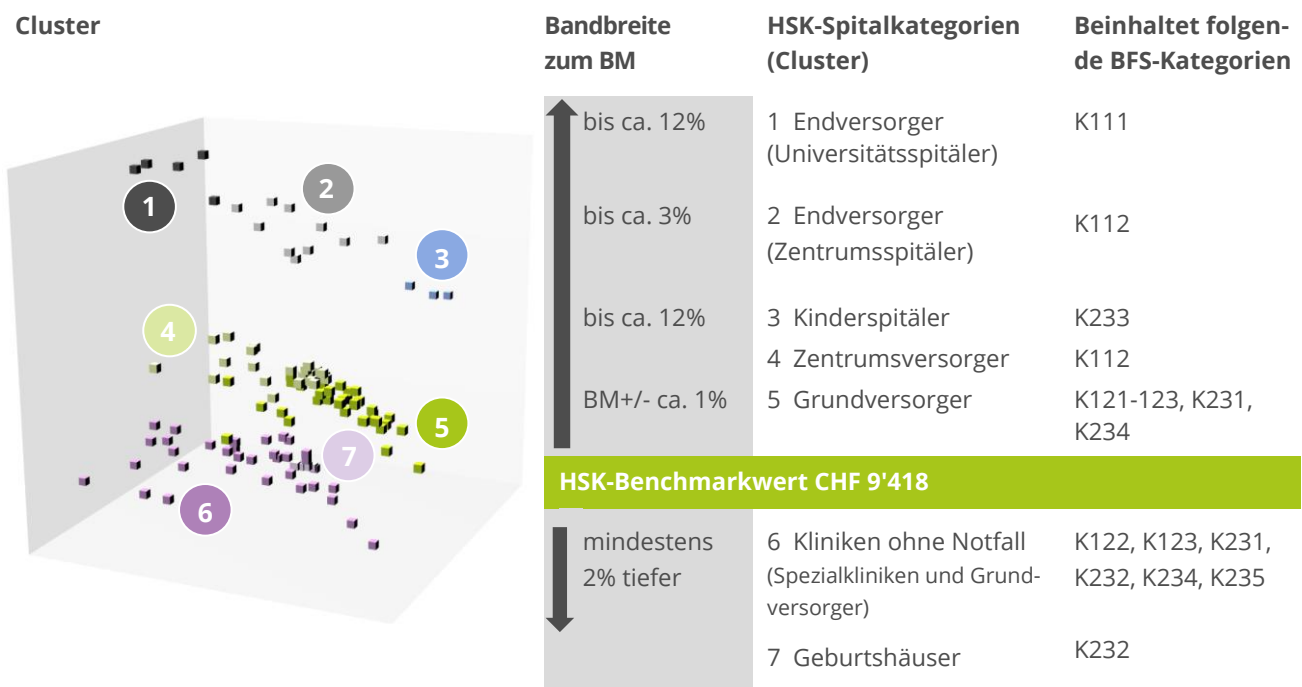 Cluster
Bandbreite
zum BM
HSK-Spitalkategorien
(Cluster)
Beinhaltet folgen-
de BFS-Kategorien
1
2
3
4
5
6
7
bis ca. 12%
1 Endversorger
(Universitätsspitäler)
K111
bis ca. 3%
2 Endversorger
(Zentrumsspitäler)
K112
bis ca. 12%
3 Kinderspitäler
K233
4 Zentrumsversorger
K112
BM+/- ca. 1%
5 Grundversorger
K121-123, K231,
K234
HSK-Benchmarkwert CHF 9'418
mindestens
2% tiefer
6 Kliniken ohne Notfall
(Spezialkliniken und Grund-
versorger)
K122, K123, K231,
K232, K234, K235
7 Geburtshäuser
K232